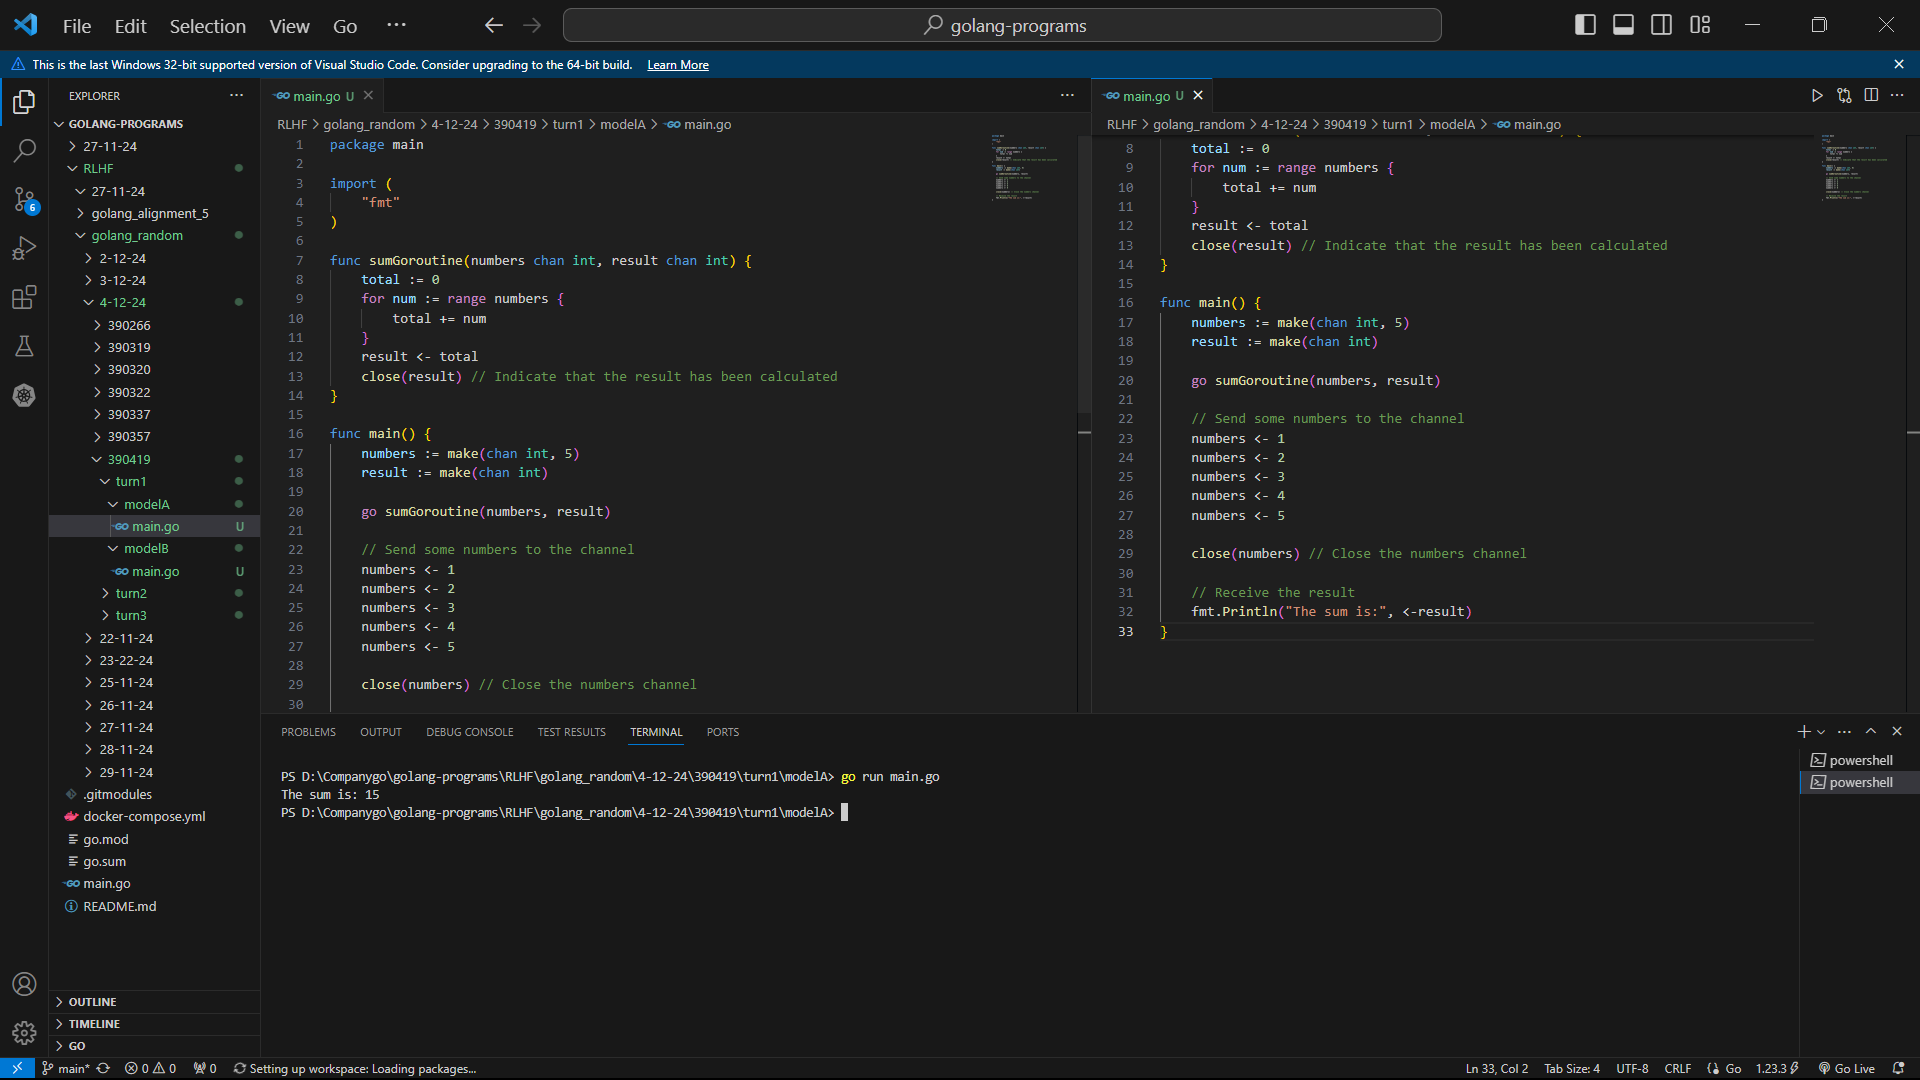 File Edit Selection View Go ··· golang-programs
This is the last Windows 32-bit supported version of Visual Studio Code. Consider upgrading to the 64-bit build. Learn More
EXPLORER
GOLANG-PROGRAMS
27-11-24
RLHF
27-11-24
golang_alignment_5
golang_random
2-12-24
3-12-24
4-12-24
390266
390319
390320
390322
390337
390357
390419
turn1
modelA
main.go U
modelB
main.go U
turn2
turn3
22-11-24
23-22-24
25-11-24
26-11-24
27-11-24
28-11-24
29-11-24
.gitmodules
docker-compose.yml
go.mod
go.sum
main.go
README.md
OUTLINE
TIMELINE
GO
6
main.go U
RLHF > golang_random > 4-12-24 > 390419 > turn1 > modelA > main.go
1 package main
2
3 import (
4 "fmt"
5 )
6
7 func sumGoroutine(numbers chan int, result chan int) {
8 total := 0
9 for num := range numbers {
10 total += num
11 }
12 result <- total
13 close(result) // Indicate that the result has been calculated
14 }
15
16 func main() {
17 numbers := make(chan int, 5)
18 result := make(chan int)
19
20 go sumGoroutine(numbers, result)
21
22 // Send some numbers to the channel
23 numbers <- 1
24 numbers <- 2
25 numbers <- 3
26 numbers <- 4
27 numbers <- 5
28
29 close(numbers) // Close the numbers channel
30
main.go U
RLHF > golang_random > 4-12-24 > 390419 > turn1 > modelA > main.go
8 total := 0
9 for num := range numbers {
10 total += num
11 }
12 result <- total
13 close(result) // Indicate that the result has been calculated
14 }
15
16 func main() {
17 numbers := make(chan int, 5)
18 result := make(chan int)
19
20 go sumGoroutine(numbers, result)
21
22 // Send some numbers to the channel
23 numbers <- 1
24 numbers <- 2
25 numbers <- 3
26 numbers <- 4
27 numbers <- 5
28
29 close(numbers) // Close the numbers channel
30
31 // Receive the result
32 fmt.Println("The sum is:", <-result)
33 }
PROBLEMS OUTPUT DEBUG CONSOLE TEST RESULTS TERMINAL PORTS
PS D:\Companygo\golang-programs\RLHF\golang_random\4-12-24\390419\turn1\modelA> go run main.go
The sum is: 15
PS D:\Companygo\golang-programs\RLHF\golang_random\4-12-24\390419\turn1\modelA>
powershell
powershell
main* 0 0 0 Setting up workspace: Loading packages... Ln 33, Col 2 Tab Size: 4 UTF-8 CRLF Go 1.23.3 Go Live